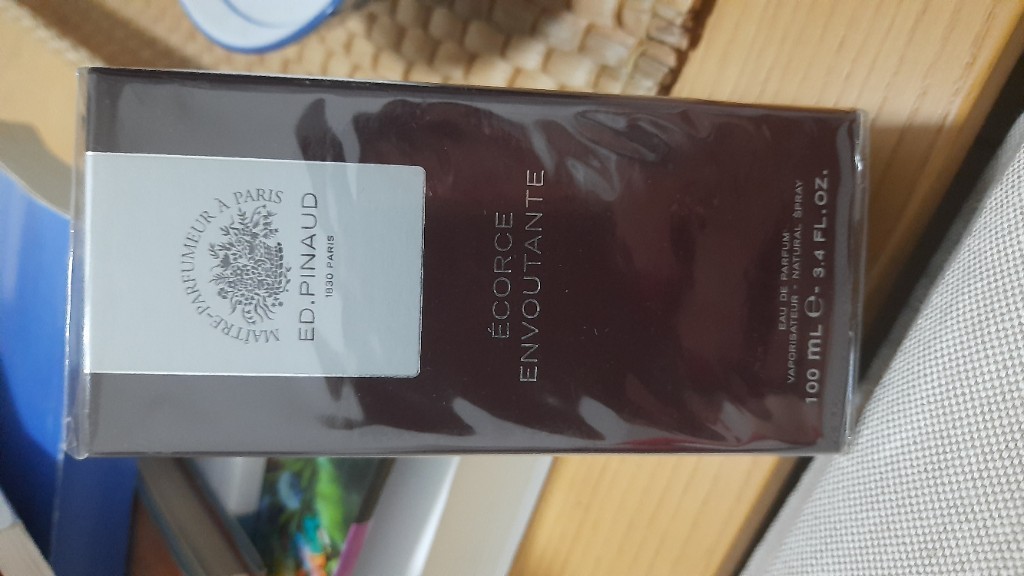 MAÎTRE-PARFUMEUR À PARIS
ED.PINAUD
1830 PARIS
ÉCORCE
ENVOUTANTE
EAU DE PARFUM
VAPORISATEUR - NATURAL SPRAY
100 mL ℮ - 3.4 FL.OZ.